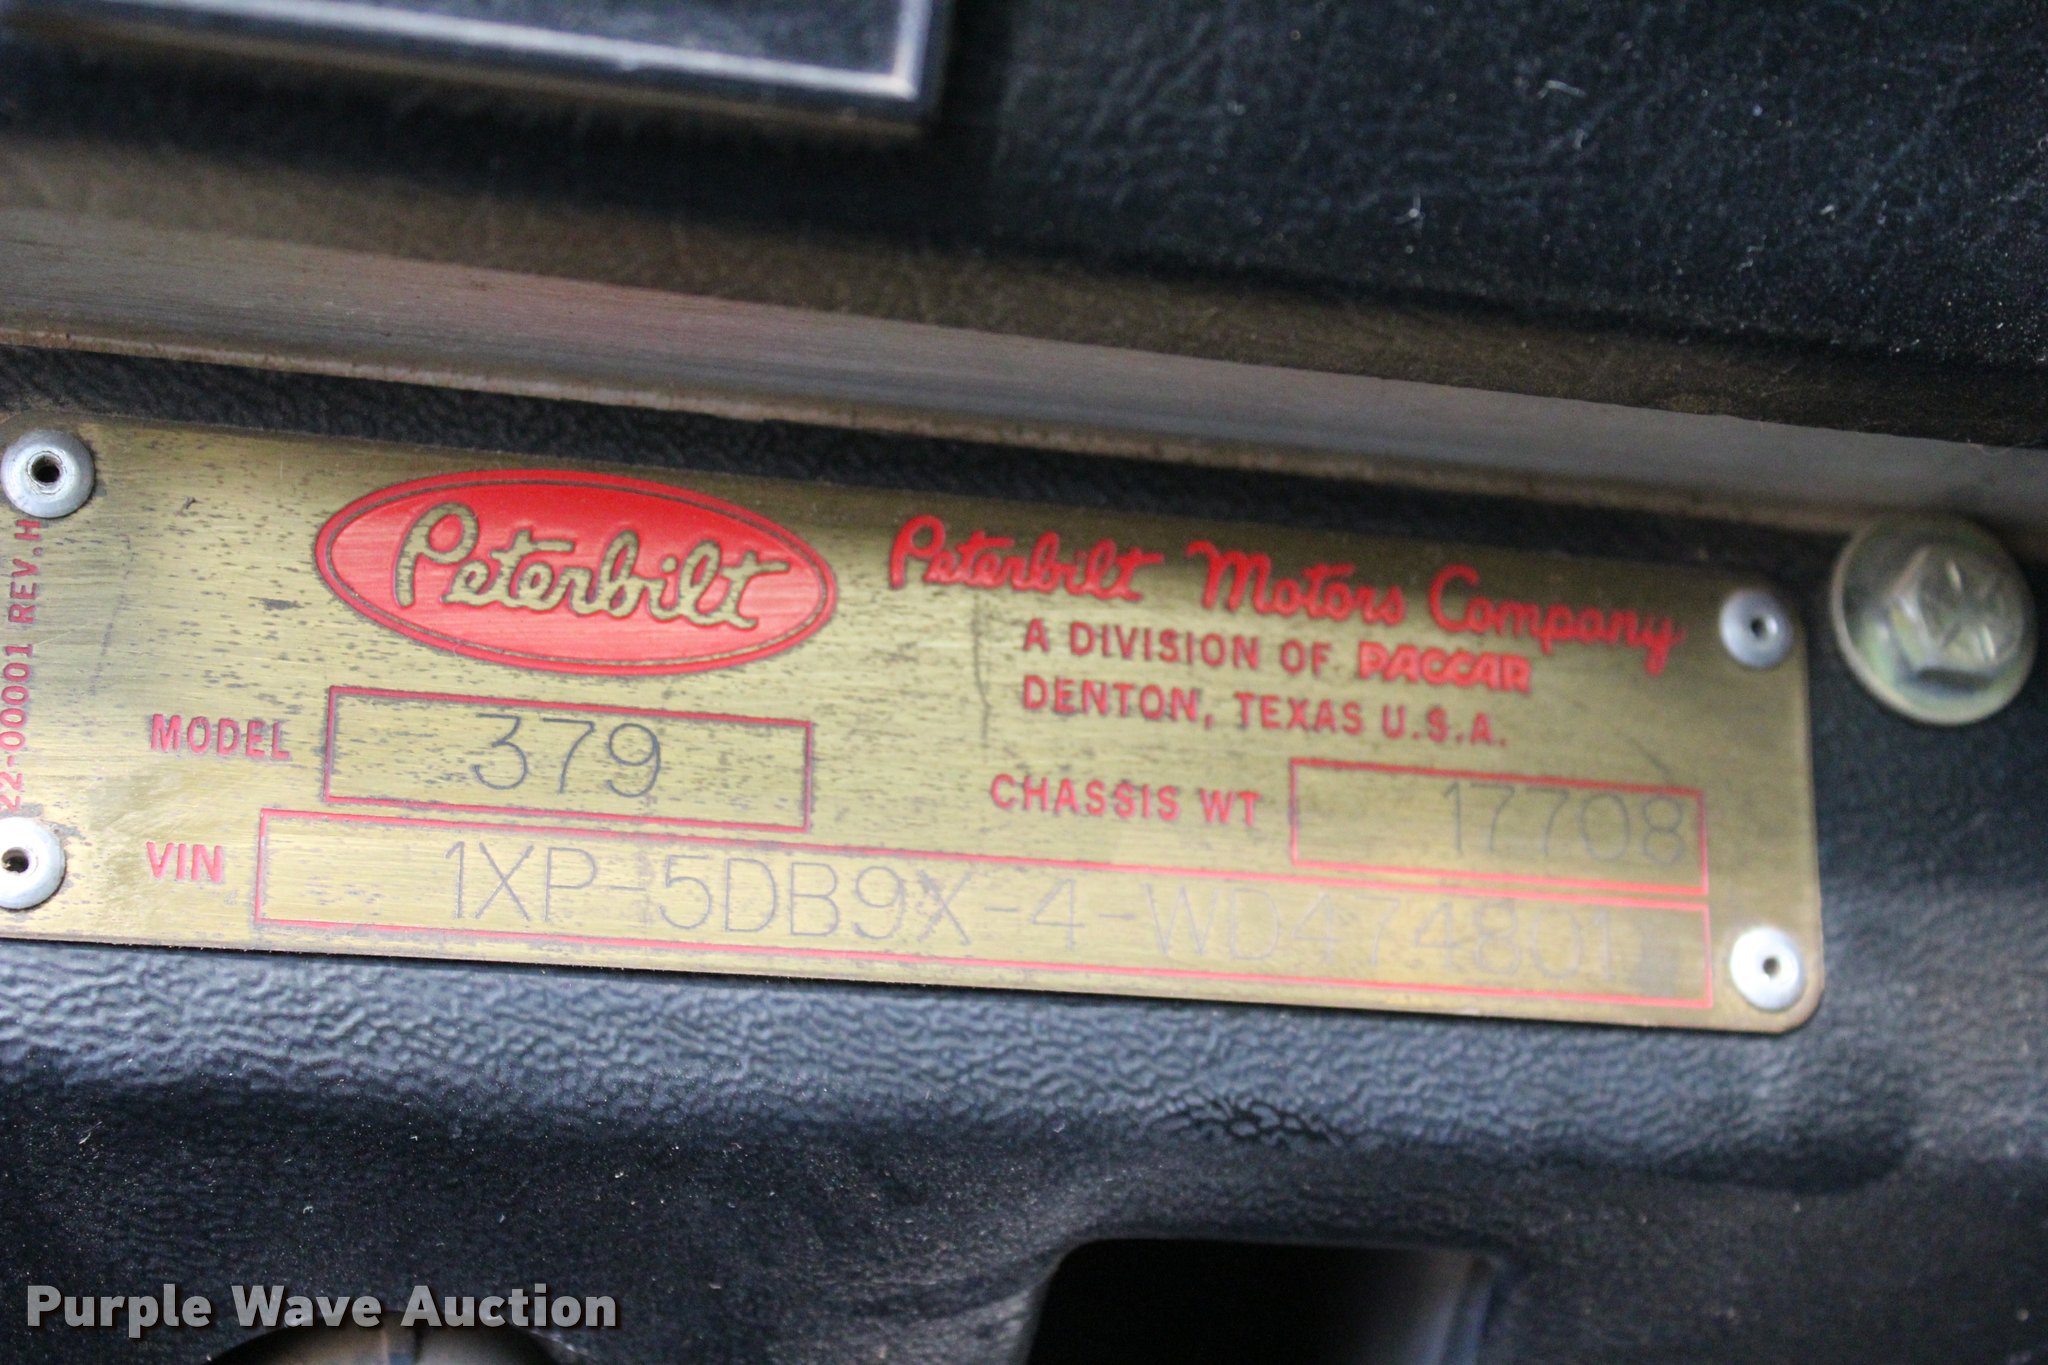 22-00001 REV.H
Peterbilt
Peterbilt Motors Company
A DIVISION OF PACCAR
DENTON, TEXAS U.S.A.
MODEL 379
CHASSIS WT 17708
VIN 1XP-5DB9X-4-WD474801
Purple Wave Auction